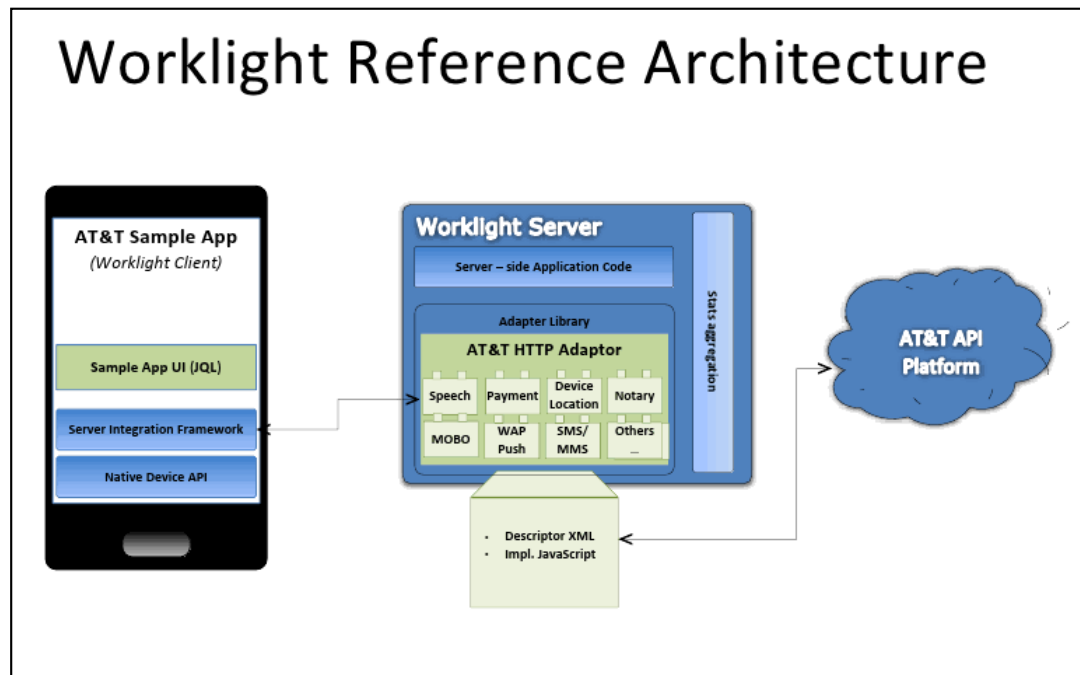 Worklight Reference Architecture
AT&T Sample App
(Worklight Client)
Sample App UI (JQL)
Server Integration Framework
Native Device API
Worklight Server
Server – side Application Code
Adapter Library
AT&T HTTP Adaptor
Speech
Payment
Device
Location
Notary
MOBO
WAP
Push
SMS/
MMS
Others
...
Stats aggregation
• Descriptor XML
• Impl. JavaScript
AT&T API
Platform